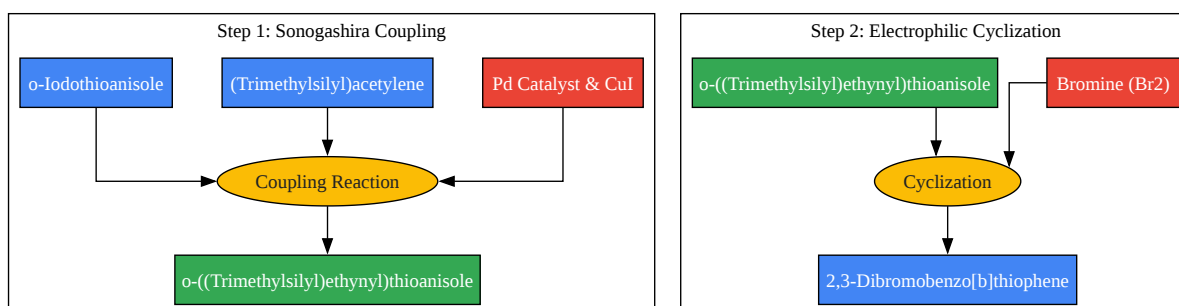 Step 1: Sonogashira Coupling
o-Iodothioanisole
(Trimethylsilyl)acetylene
Pd Catalyst & CuI
Coupling Reaction
o-((Trimethylsilyl)ethynyl)thioanisole
Step 2: Electrophilic Cyclization
o-((Trimethylsilyl)ethynyl)thioanisole
Bromine (Br2)
Cyclization
2,3-Dibromobenzo[b]thiophene